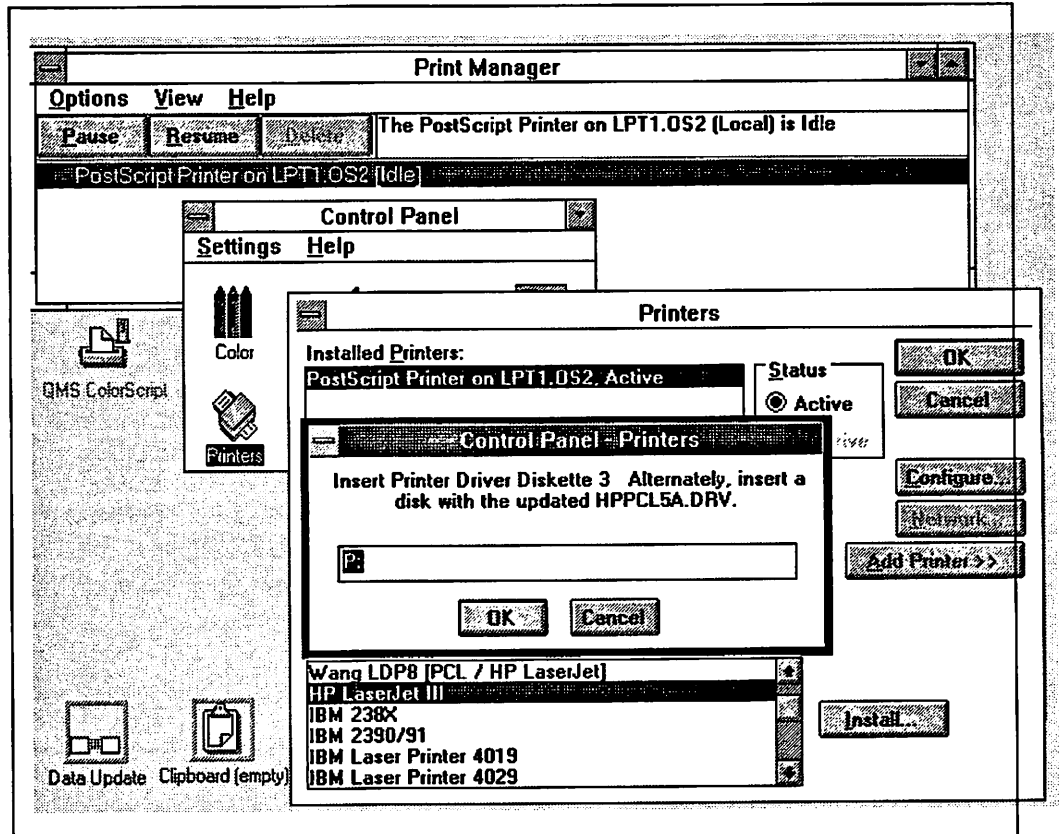 Print Manager
Options View Help
Pause Resume Delete The PostScript Printer on LPT1.OS2 (Local) is Idle
PostScript Printer on LPT1.OS2 [Idle]
Control Panel
Settings Help
Color
Printers
QMS ColorScript
Printers
Installed Printers:
PostScript Printer on LPT1.OS2, Active
Status
Active
OK
Cancel
Configure...
Network...
Add Printer >>
Control Panel - Printers
Insert Printer Driver Diskette 3 Alternately, insert a
disk with the updated HPPCL5A.DRV.
P:
OK Cancel
Wang LDP8 [PCL / HP LaserJet]
HP LaserJet III
IBM 238X
IBM 2390/91
IBM Laser Printer 4019
IBM Laser Printer 4029
Install...
Data Update Clipboard (empty)